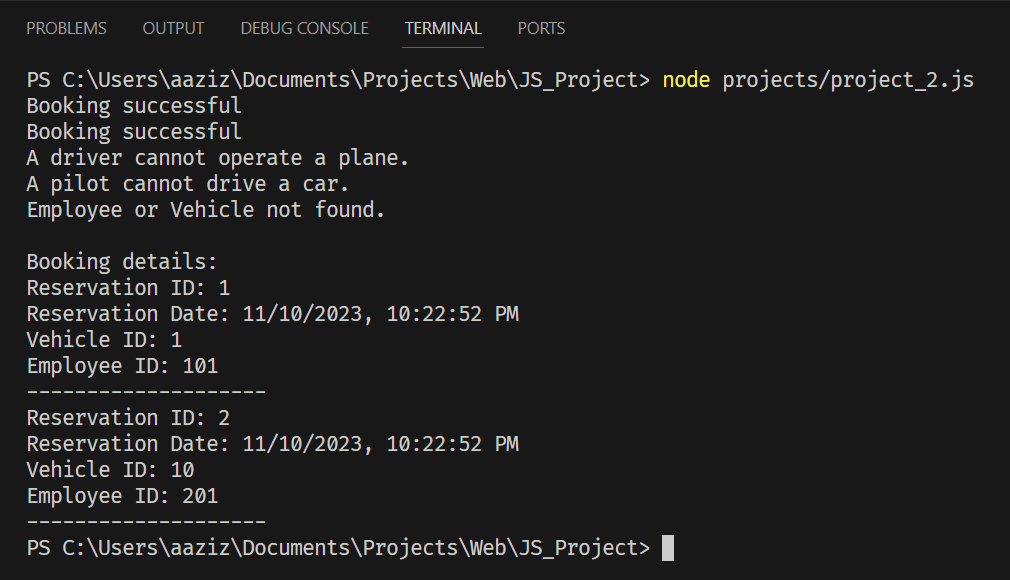 PROBLEMS OUTPUT DEBUG CONSOLE TERMINAL PORTS
PS C:\Users\aaziz\Documents\Projects\Web\JS_Project> node projects/project_2.js
Booking successful
Booking successful
A driver cannot operate a plane.
A pilot cannot drive a car.
Employee or Vehicle not found.

Booking details:
Reservation ID: 1
Reservation Date: 11/10/2023, 10:22:52 PM
Vehicle ID: 1
Employee ID: 101
--------------------
Reservation ID: 2
Reservation Date: 11/10/2023, 10:22:52 PM
Vehicle ID: 10
Employee ID: 201
--------------------
PS C:\Users\aaziz\Documents\Projects\Web\JS_Project>